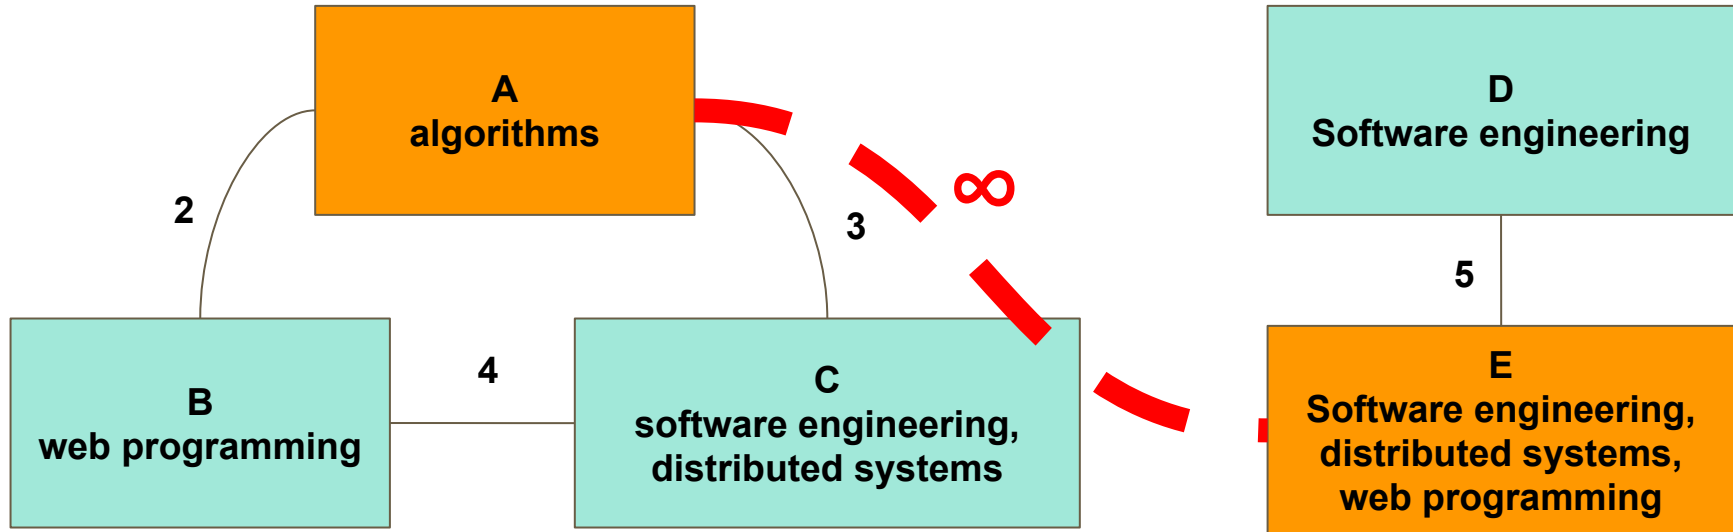 A
algorithms
D
Software engineering
∞
2
3
5
4
B
web programming
C
software engineering,
distributed systems
E
Software engineering,
distributed systems,
web programming